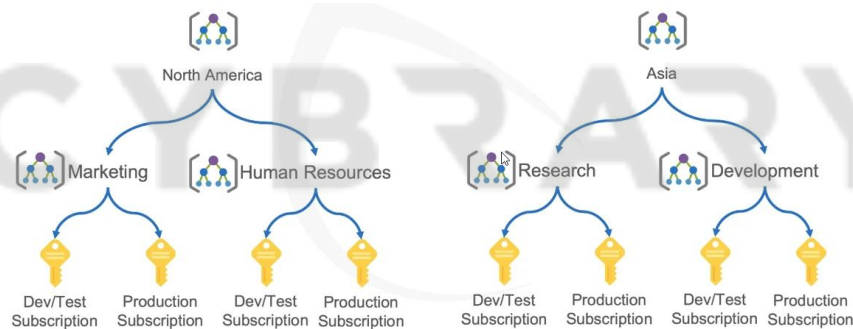 North America
Asia
Marketing
Human Resources
Research
Development
Dev/Test
Subscription
Production
Subscription
Dev/Test
Subscription
Production
Subscription
Dev/Test
Subscription
Production
Subscription
Dev/Test
Subscription
Production
Subscription
CYBRARY